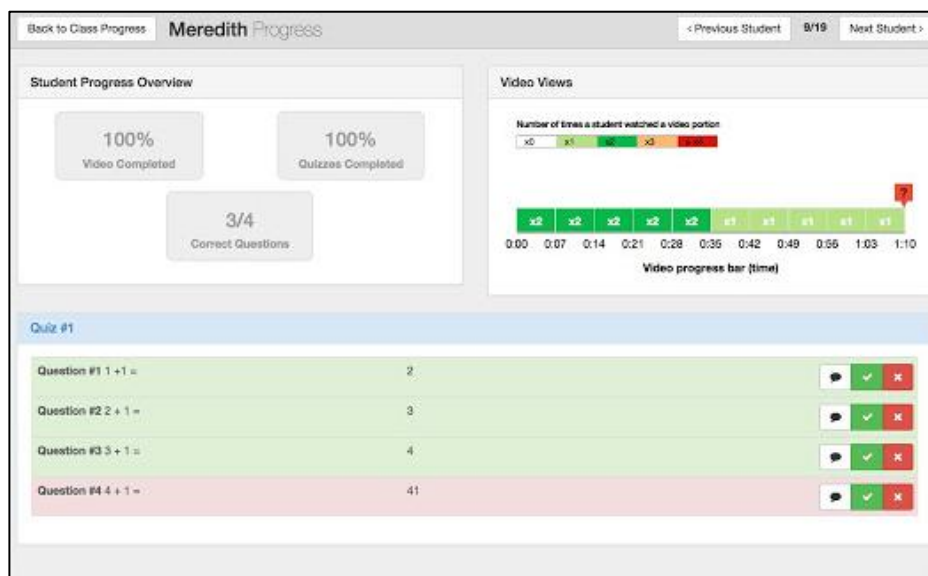 Back to Class Progress Meredith Progress < Previous Student 9/19 Next Student >
Student Progress Overview
100%
Video Completed
100%
Quizzes Completed
3/4
Correct Questions
Video Views
Number of times a student watched a video portion
x0 x1 x2 x3
?
x2 x2 x2 x2 x2 x1 x1 x1 x1 x1
0:00 0:07 0:14 0:21 0:28 0:35 0:42 0:49 0:56 1:03 1:10
Video progress bar (time)
Quiz #1
Question #1 1 +1 = 2
Question #2 2 + 1 = 3
Question #3 3 + 1 = 4
Question #4 4 + 1 = 41